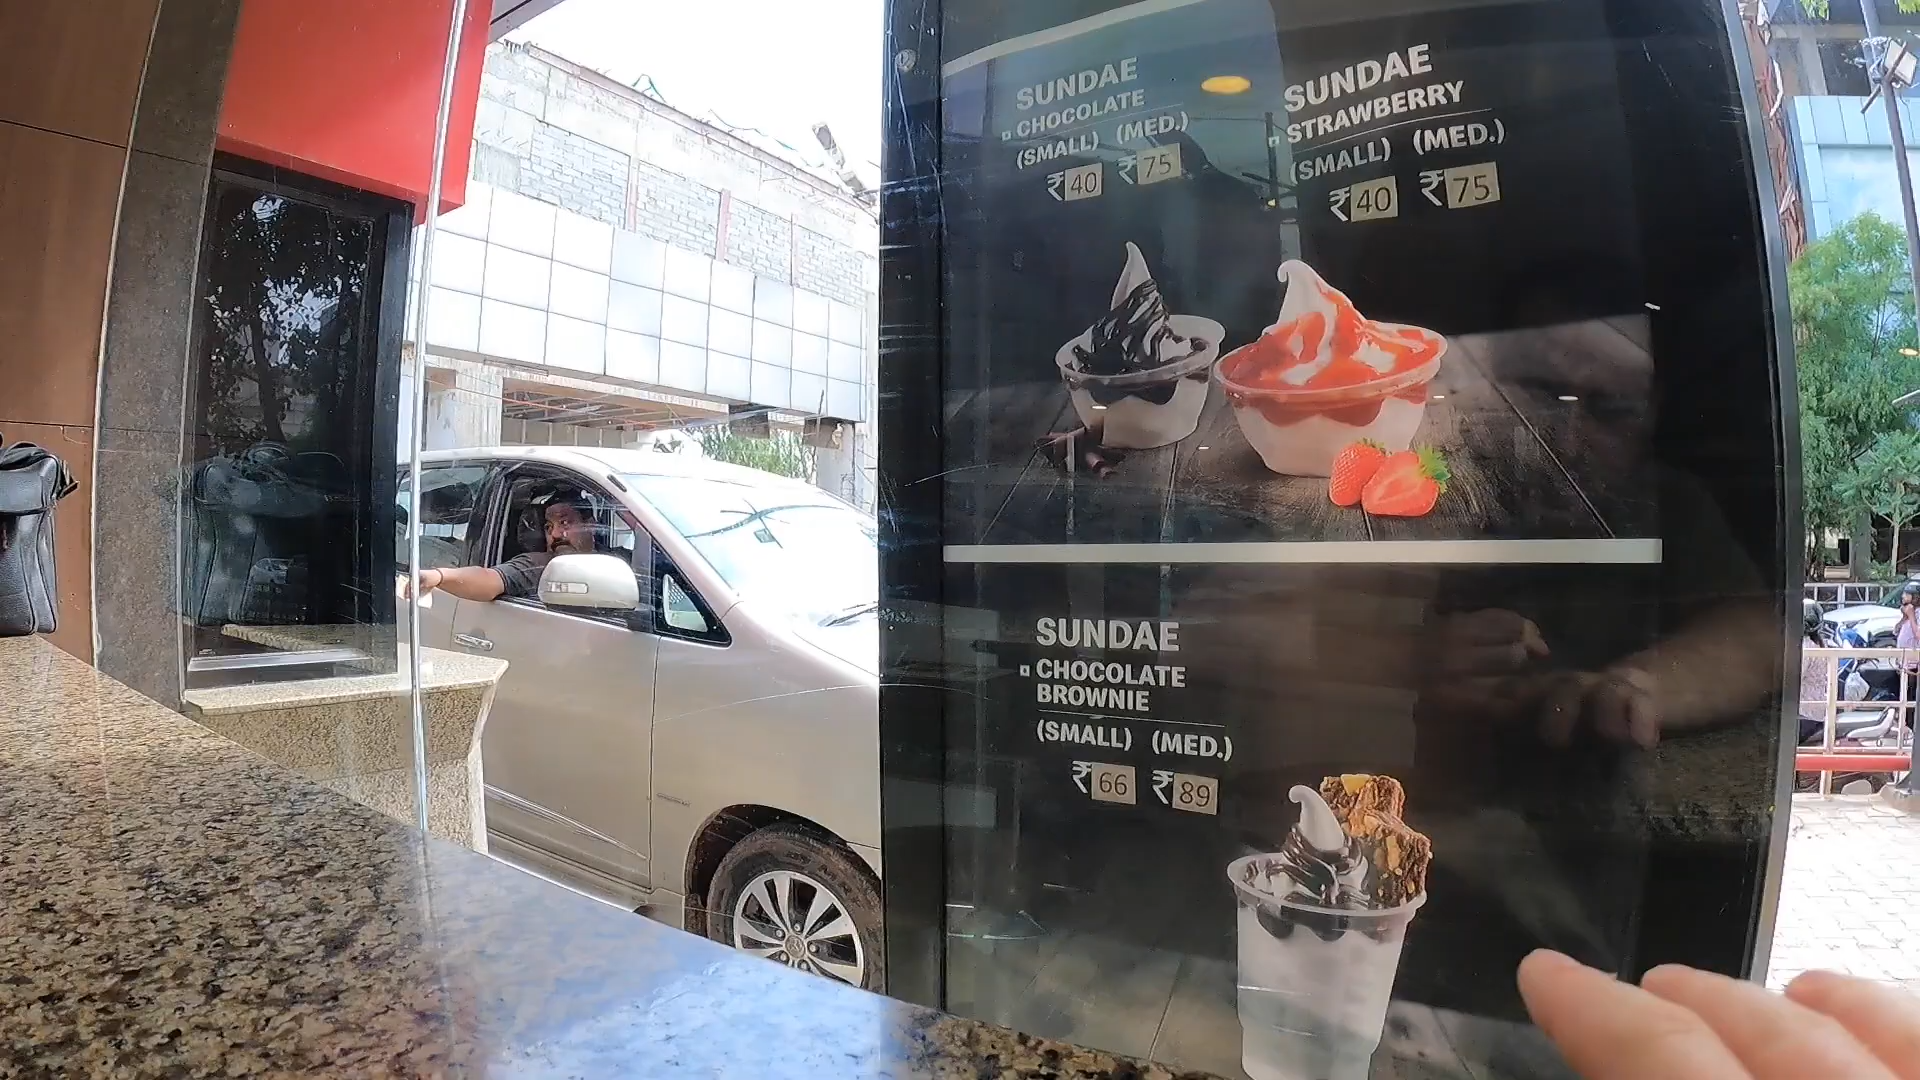 SUNDAE
CHOCOLATE
(SMALL) (MED.)
₹40 ₹75
SUNDAE
STRAWBERRY
(SMALL) (MED.)
₹40 ₹75
SUNDAE
CHOCOLATE
BROWNIE
(SMALL) (MED.)
₹66 ₹89